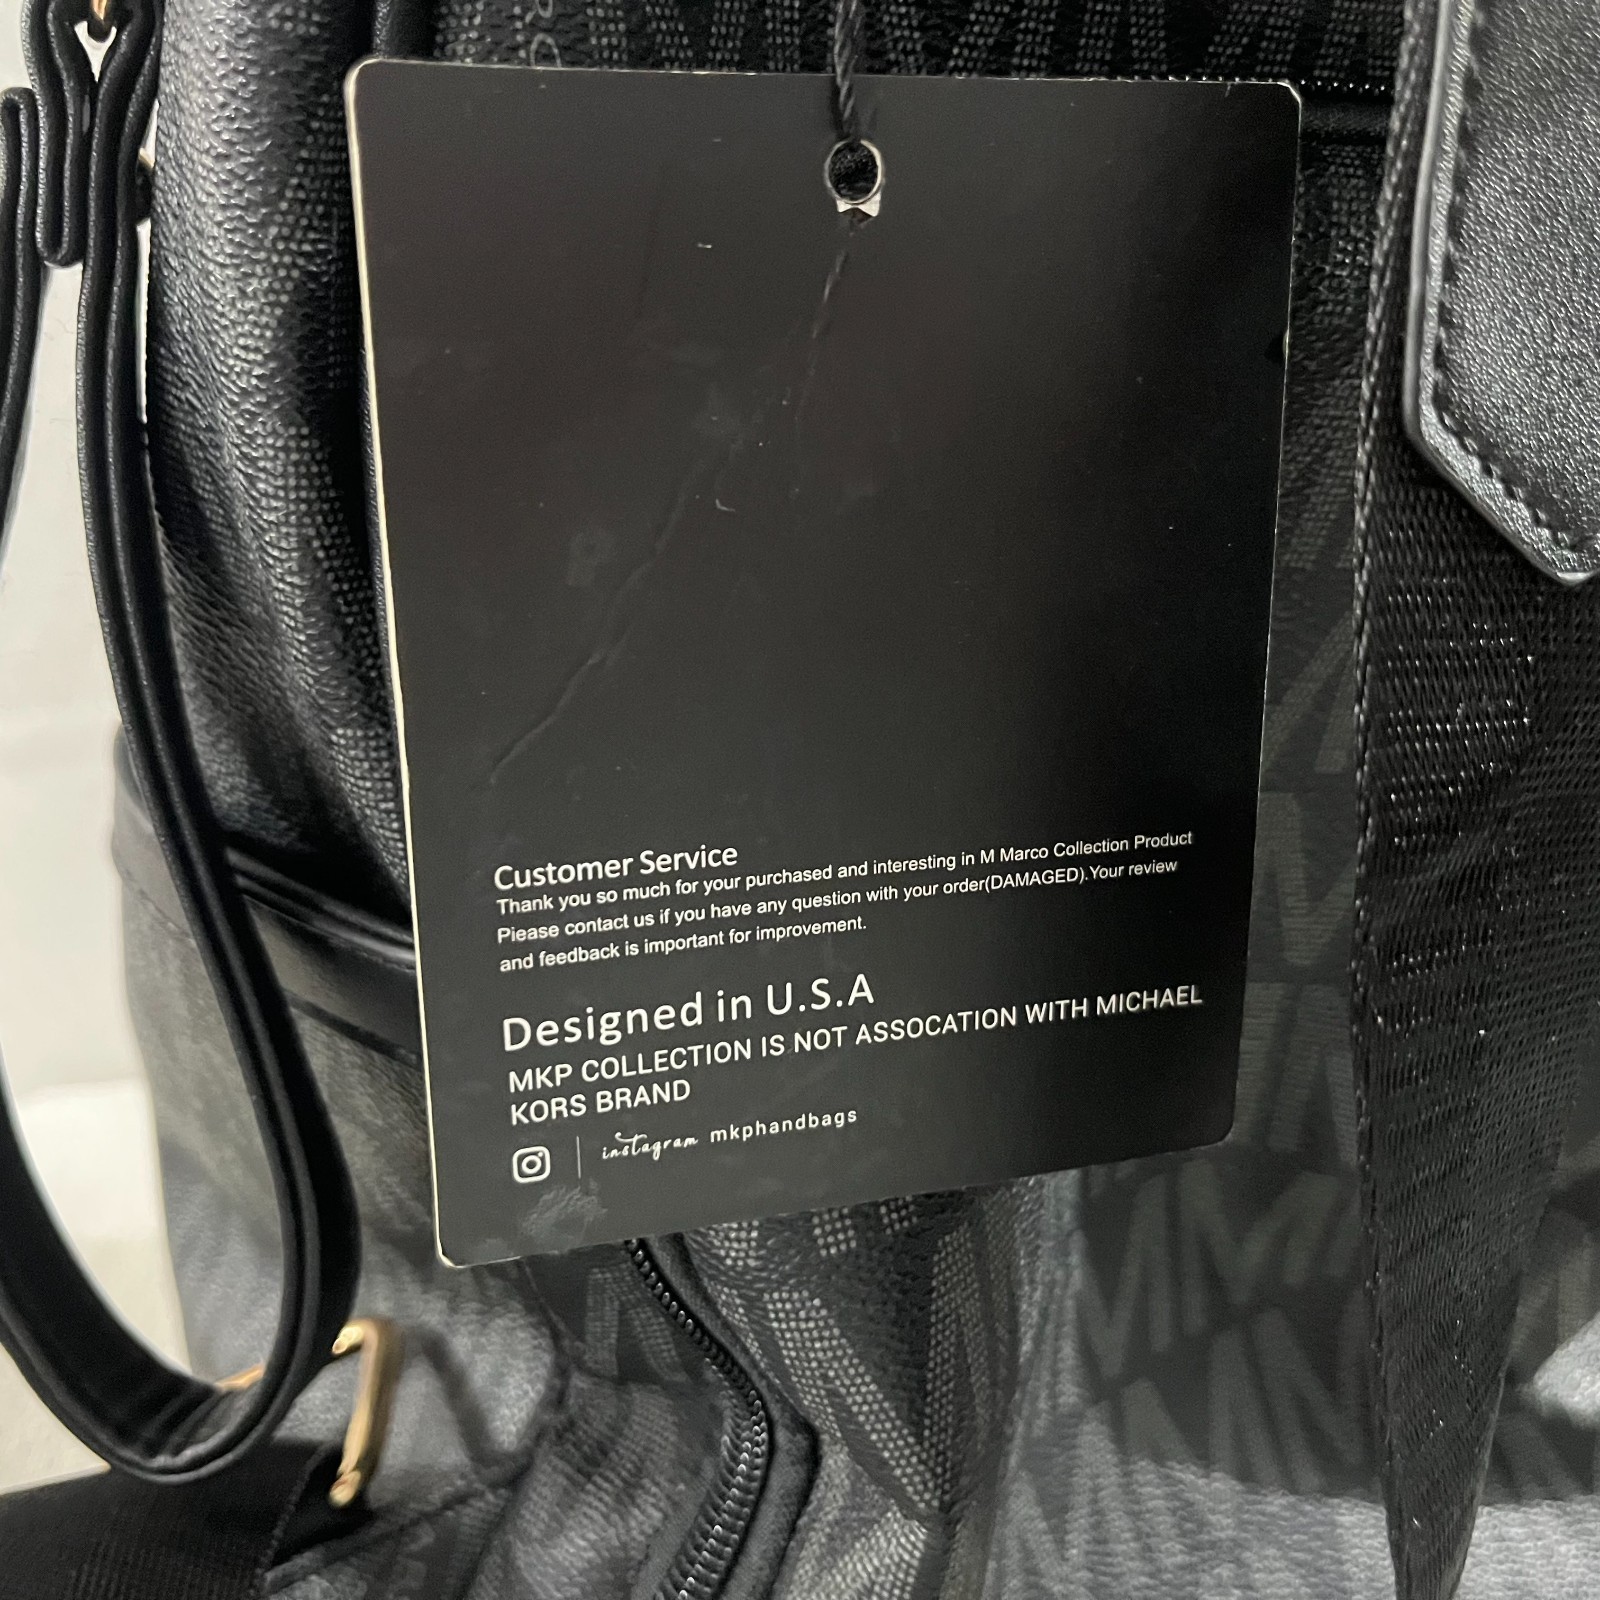 Customer Service
Thank you so much for your purchased and interesting in M Marco Collection Product
Piease contact us if you have any question with your order(DAMAGED).Your review
and feedback is important for improvement.
Designed in U.S.A
MKP COLLECTION IS NOT ASSOCATION WITH MICHAEL
KORS BRAND
instagram mkphandbags